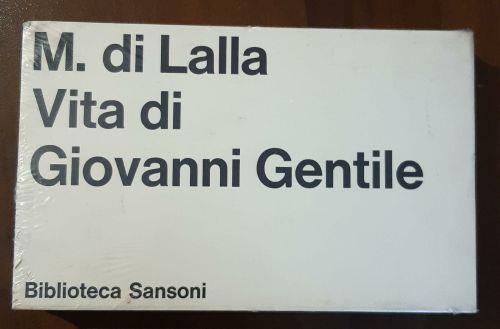 M. di Lalla
Vita di
Giovanni Gentile
Biblioteca Sansoni